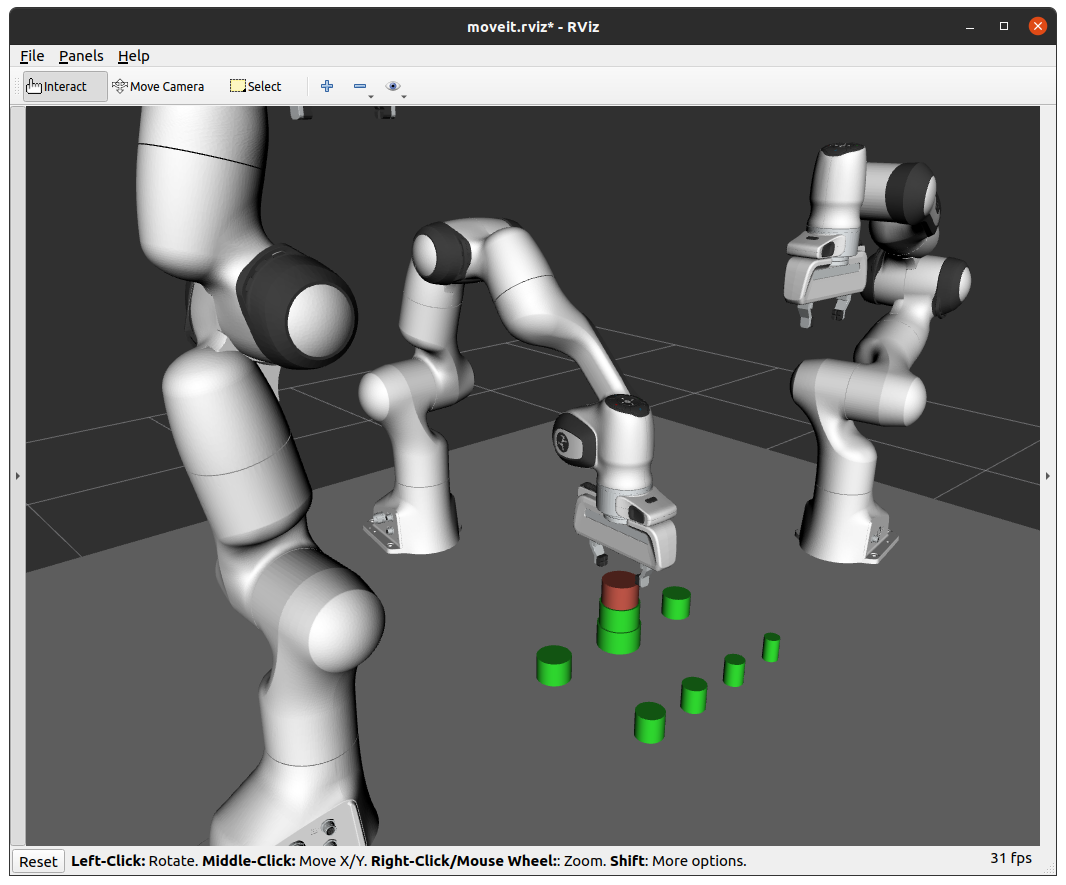 moveit.rviz* - RViz
File Panels Help
Interact Move Camera Select
Reset Left-Click: Rotate. Middle-Click: Move X/Y. Right-Click/Mouse Wheel:: Zoom. Shift: More options. 31 fps